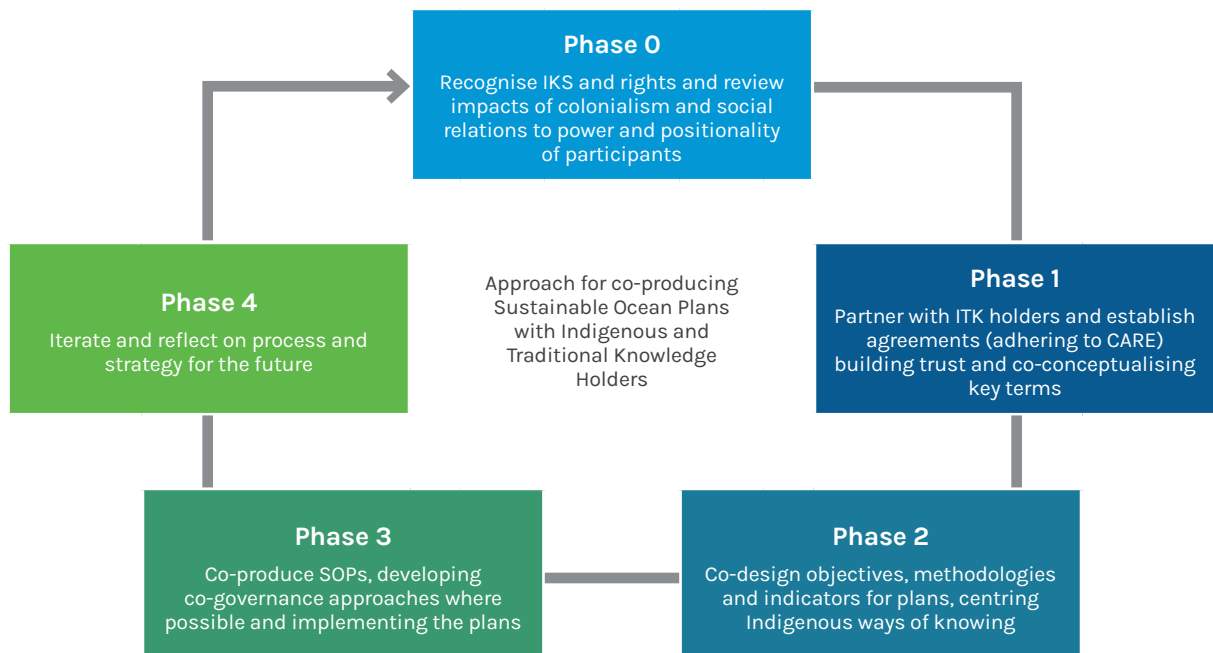 Phase 0
Recognise IKS and rights and review
impacts of colonialism and social
relations to power and positionality
of participants
Phase 1
Partner with ITK holders and establish
agreements (adhering to CARE)
building trust and co-conceptualising
key terms
Phase 2
Co-design objectives, methodologies
and indicators for plans, centring
Indigenous ways of knowing
Phase 3
Co-produce SOPs, developing
co-governance approaches where
possible and implementing the plans
Phase 4
Iterate and reflect on process and
strategy for the future
Approach for co-producing
Sustainable Ocean Plans
with Indigenous and
Traditional Knowledge
Holders